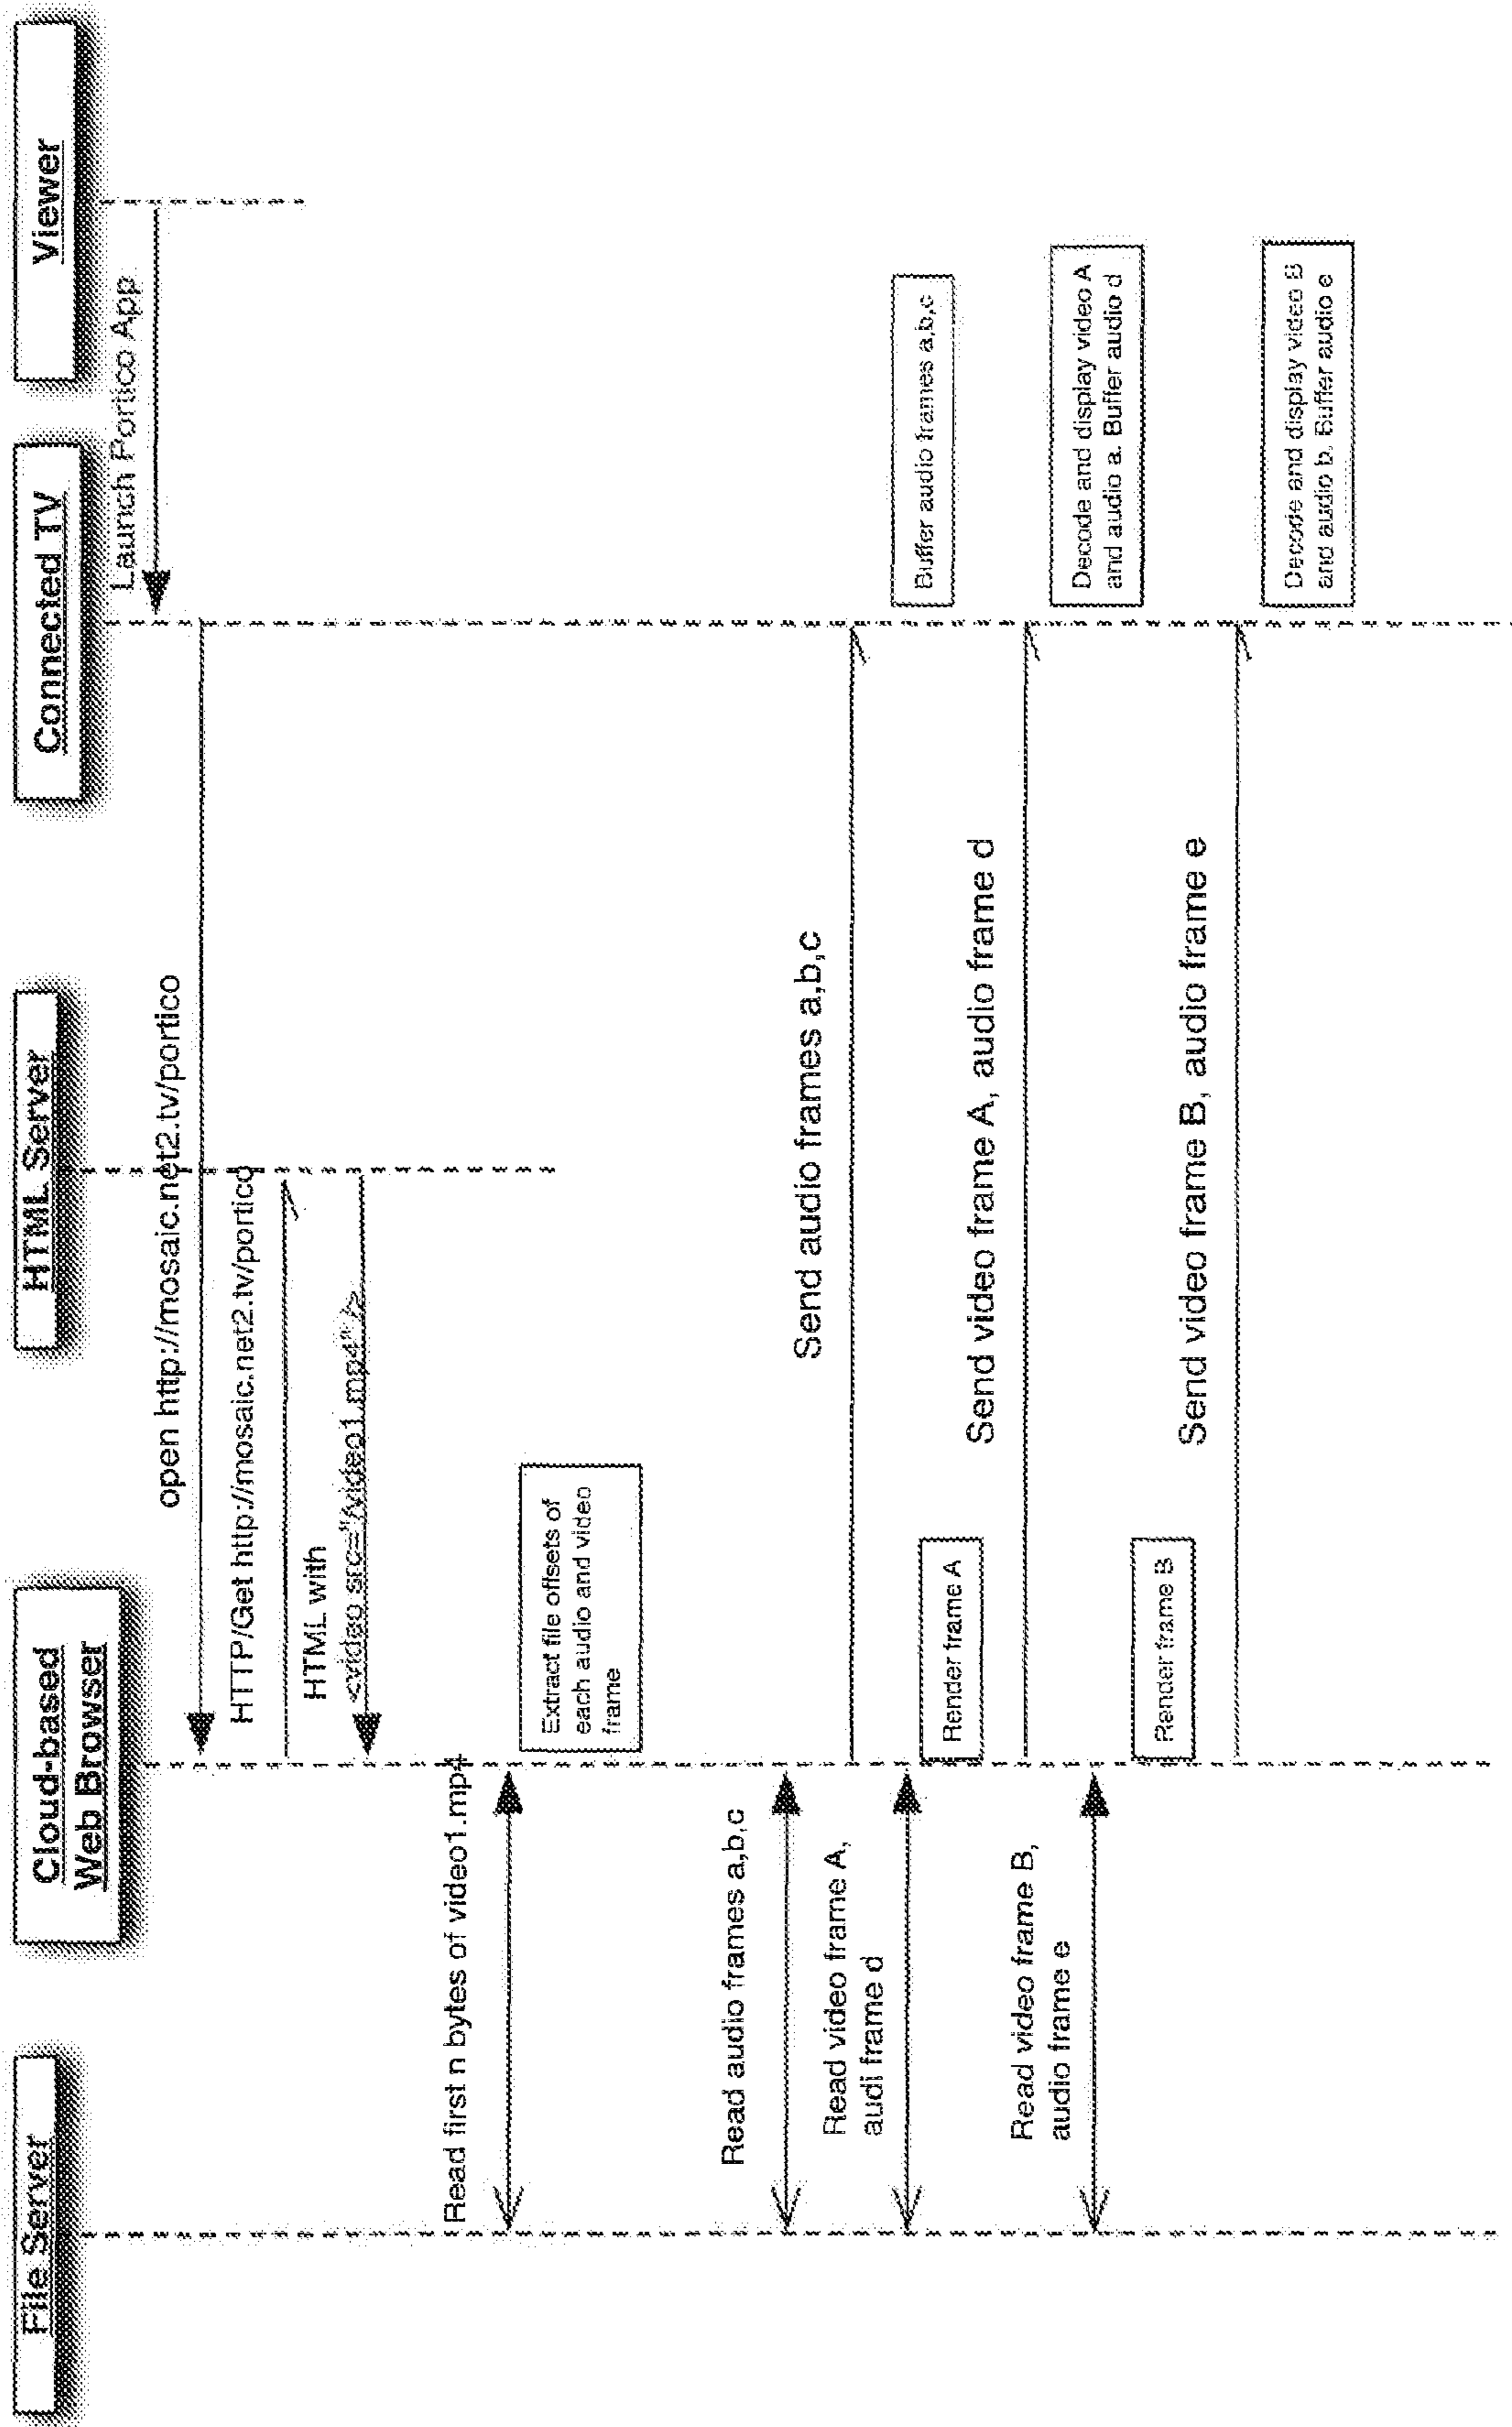 File Server
Cloud-based
Web Browser
HTML Server
Connected TV
Viewer
Launch Portico App
open http://mosaic.net2.tv/portico
HTTP/Get http://mosaic.net2.tv/portico
HTML with
<video src="/video1.mp4" />
Read first n bytes of video1.mp4
Extract file offsets of
each audio and video
frame
Read audio frames a,b,c
Send audio frames a,b,c
Buffer audio frames a,b,c
Read video frame A,
audi frame d
Render frame A
Send video frame A, audio frame d
Decode and display video A
and audio a. Buffer audio d
Read video frame B,
audio frame e
Render frame B
Send video frame B, audio frame e
Decode and display video B
and audio b. Buffer audio e